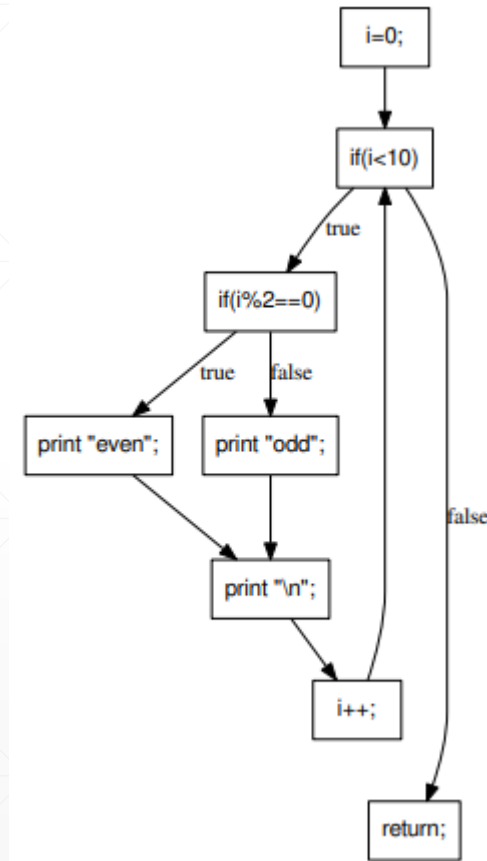 i=0;
if(i<10)
true
if(i%2==0)
true
false
print "even";
print "odd";
false
print "\n";
i++;
return;